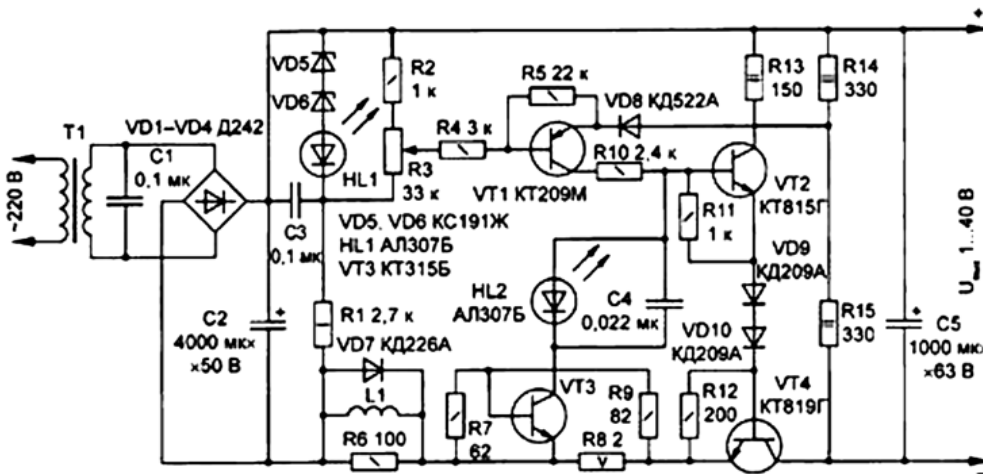 +
VD5
VD6
R2
1 к
R5 22 к
VD8 КД522А
R13
150
R14
330
T1
VD1–VD4 Д242
C1
0,1 мк
~220 В
R4 3 к
R10 2,4 к
HL1
R3
33 к
VT1 КТ209М
VT2
КТ815Г
C3
0,1 мк
VD5, VD6 КС191Ж
HL1 АЛ307Б
VT3 КТ315Б
R11
1 к
VD9
КД209А
Uвых 1...40 В
HL2
АЛ307Б
C4
0,022 мк
C2
4000 мк×
×50 В
+
R1 2,7 к
VD7 КД226А
L1
VD10
КД209А
R15
330
+
C5
1000 мк×
×63 В
VT3
R9
82
R12
200
VT4
КТ819Г
R7
62
R6 100
R8 2
–